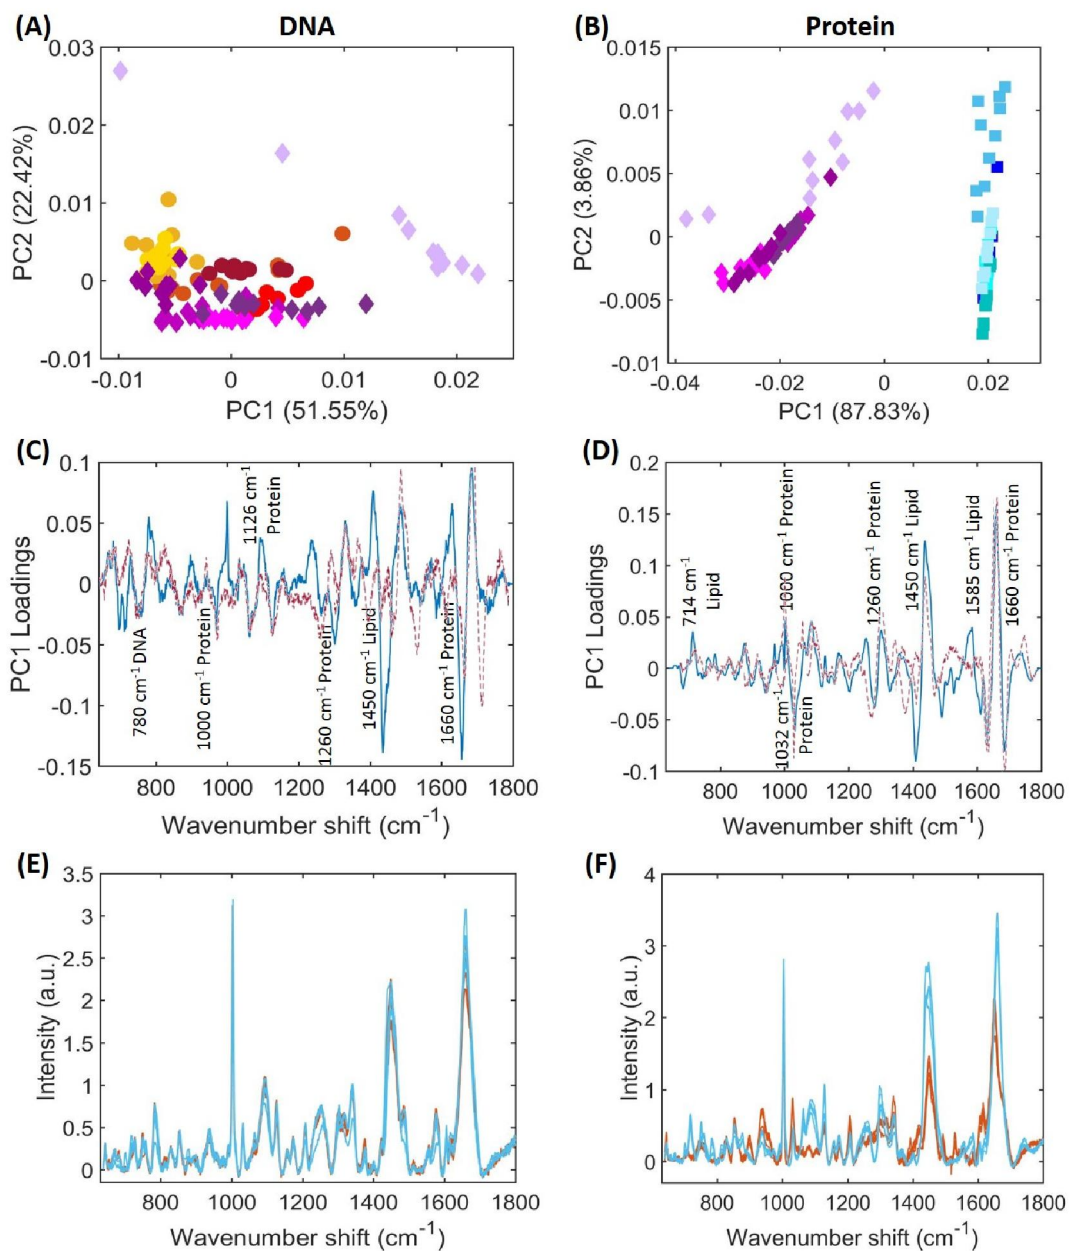 (A) DNA
0.03
0.02
0.01
0
-0.01
PC2 (22.42%)
-0.01 0 0.01 0.02
PC1 (51.55%)
(B) Protein
0.015
0.01
0.005
0
-0.005
-0.01
PC2 (3.86%)
-0.04 -0.02 0 0.02
PC1 (87.83%)
(C)
0.1
0.05
0
-0.05
-0.1
-0.15
PC1 Loadings
780 cm⁻¹ DNA
1000 cm⁻¹ Protein
1126 cm⁻¹
Protein
1260 cm⁻¹ Protein
1450 cm⁻¹ Lipid
1660 cm⁻¹ Protein
800 1000 1200 1400 1600 1800
Wavenumber shift (cm⁻¹)
(D)
0.2
0.15
0.1
0.05
0
-0.05
-0.1
PC1 Loadings
714 cm⁻¹
Lipid
1000 cm⁻¹ Protein
1032 cm⁻¹
Protein
1260 cm⁻¹ Protein
1450 cm⁻¹ Lipid
1585 cm⁻¹ Lipid
1660 cm⁻¹ Protein
800 1000 1200 1400 1600 1800
Wavenumber shift (cm⁻¹)
(E)
3.5
3
2.5
2
1.5
1
0.5
0
Intensity (a.u.)
800 1000 1200 1400 1600 1800
Wavenumber shift (cm⁻¹)
(F)
4
3
2
1
0
Intensity (a.u.)
800 1000 1200 1400 1600 1800
Wavenumber shift (cm⁻¹)